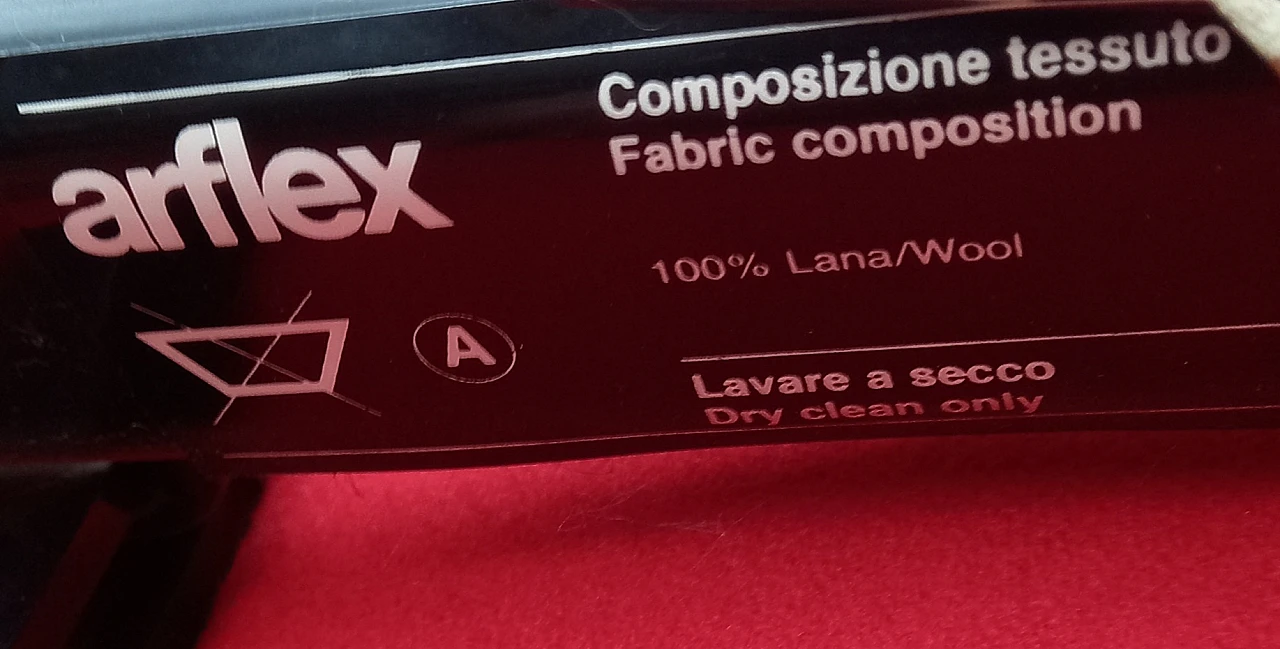 arflex
A
Composizione tessuto
Fabric composition
100% Lana/Wool
Lavare a secco
Dry clean only